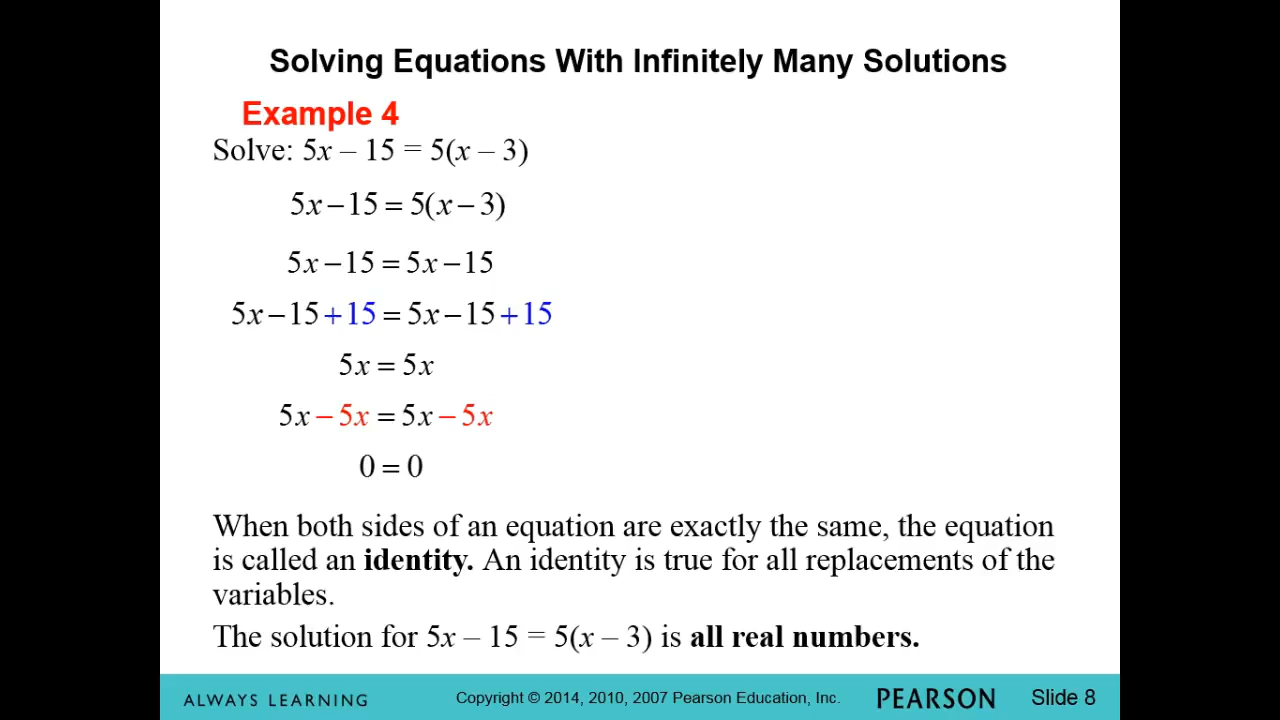 Solving Equations With Infinitely Many Solutions
Example 4
Solve: 5x – 15 = 5(x – 3)
5x − 15 = 5(x − 3)
5x − 15 = 5x − 15
5x − 15 + 15 = 5x − 15 + 15
5x = 5x
5x − 5x = 5x − 5x
0 = 0
When both sides of an equation are exactly the same, the equation
is called an identity. An identity is true for all replacements of the
variables.
The solution for 5x – 15 = 5(x – 3) is all real numbers.
ALWAYS LEARNING Copyright © 2014, 2010, 2007 Pearson Education, Inc. PEARSON Slide 8